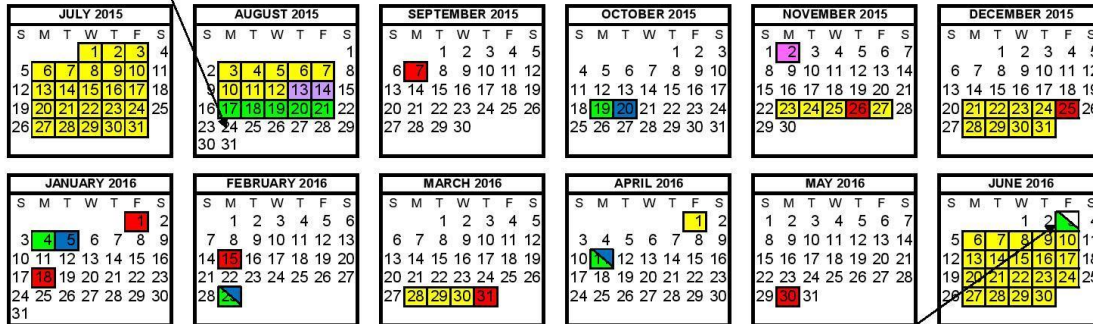 JULY 2015
S M T W T F S
1 2 3 4
5 6 7 8 9 10 11
12 13 14 15 16 17 18
19 20 21 22 23 24 25
26 27 28 29 30 31
AUGUST 2015
S M T W T F S
1
2 3 4 5 6 7 8
9 10 11 12 13 14 15
16 17 18 19 20 21 22
23 24 25 26 27 28 29
30 31
SEPTEMBER 2015
S M T W T F S
1 2 3 4 5
6 7 8 9 10 11 12
13 14 15 16 17 18 19
20 21 22 23 24 25 26
27 28 29 30
OCTOBER 2015
S M T W T F S
1 2 3
4 5 6 7 8 9 10
11 12 13 14 15 16 17
18 19 20 21 22 23 24
25 26 27 28 29 30 31
NOVEMBER 2015
S M T W T F S
1 2 3 4 5 6 7
8 9 10 11 12 13 14
15 16 17 18 19 20 21
22 23 24 25 26 27 28
29 30
DECEMBER 2015
S M T W T F S
1 2 3 4 5
6 7 8 9 10 11 12
13 14 15 16 17 18 19
20 21 22 23 24 25 26
27 28 29 30 31
JANUARY 2016
S M T W T F S
1 2
3 4 5 6 7 8 9
10 11 12 13 14 15 16
17 18 19 20 21 22 23
24 25 26 27 28 29 30
31
FEBRUARY 2016
S M T W T F S
1 2 3 4 5 6
7 8 9 10 11 12 13
14 15 16 17 18 19 20
21 22 23 24 25 26 27
28 29
MARCH 2016
S M T W T F S
1 2 3 4 5
6 7 8 9 10 11 12
13 14 15 16 17 18 19
20 21 22 23 24 25 26
27 28 29 30 31
APRIL 2016
S M T W T F S
1 2
3 4 5 6 7 8 9
10 11 12 13 14 15 16
17 18 19 20 21 22 23
24 25 26 27 28 29 30
MAY 2016
S M T W T F S
1 2 3 4 5 6 7
8 9 10 11 12 13 14
15 16 17 18 19 20 21
22 23 24 25 26 27 28
29 30 31
JUNE 2016
S M T W T F S
1 2 4
5 6 7 8 9 10 11
12 13 14 15 16 17 18
19 20 21 22 23 24 25
26 27 28 29 30